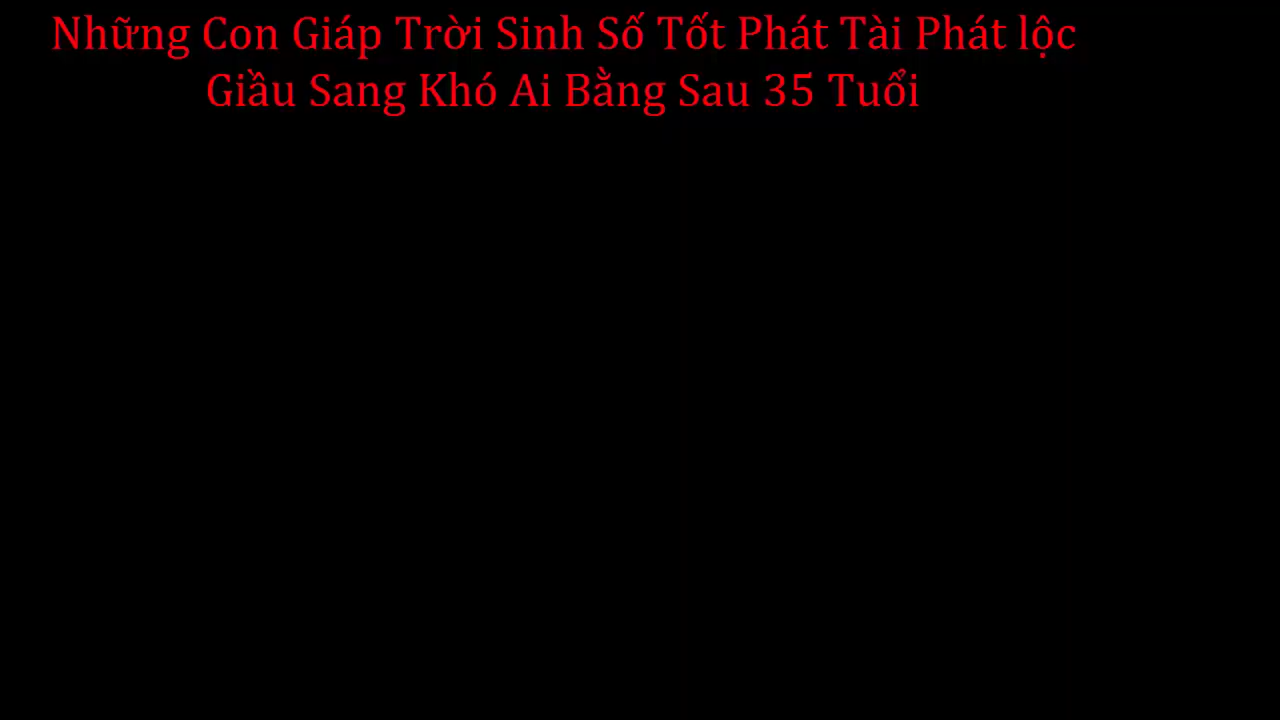 Những Con Giáp Trời Sinh Số Tốt Phát Tài Phát lộc
Giầu Sang Khó Ai Bằng Sau 35 Tuổi